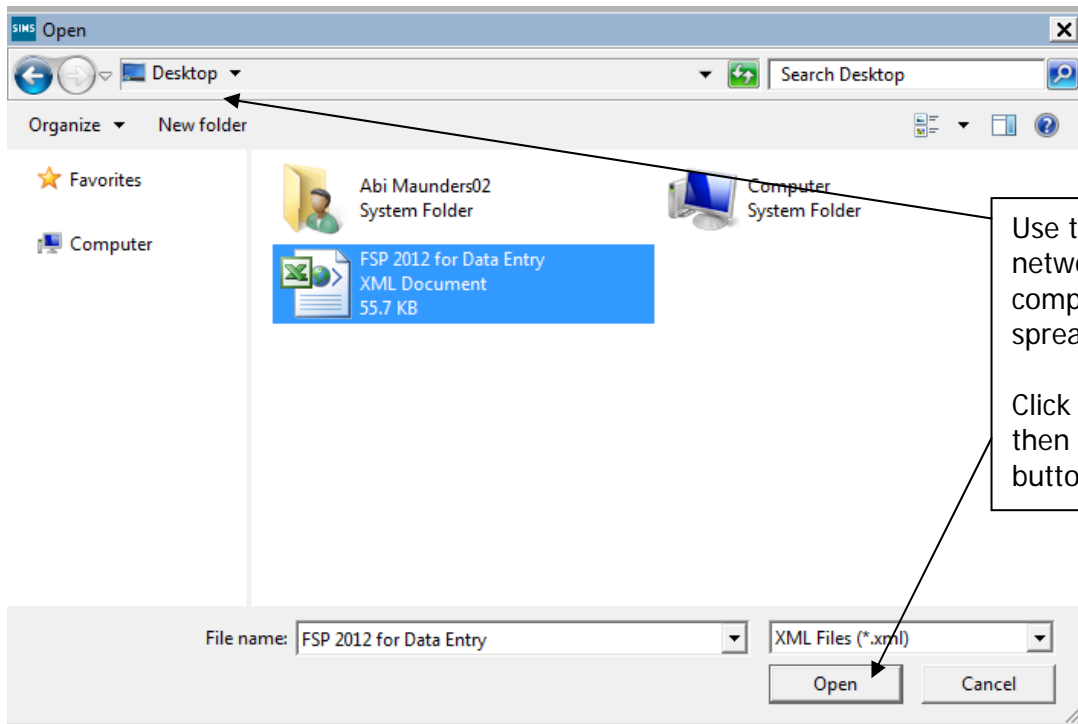 SIMS Open
Desktop
Search Desktop
Organize New folder
Favorites
Computer
Abi Maunders02
System Folder
Computer
System Folder
FSP 2012 for Data Entry
XML Document
55.7 KB
Use t
netwo
comp
sprea
Click
then
butto
File name: FSP 2012 for Data Entry
XML Files (*.xml)
Open Cancel